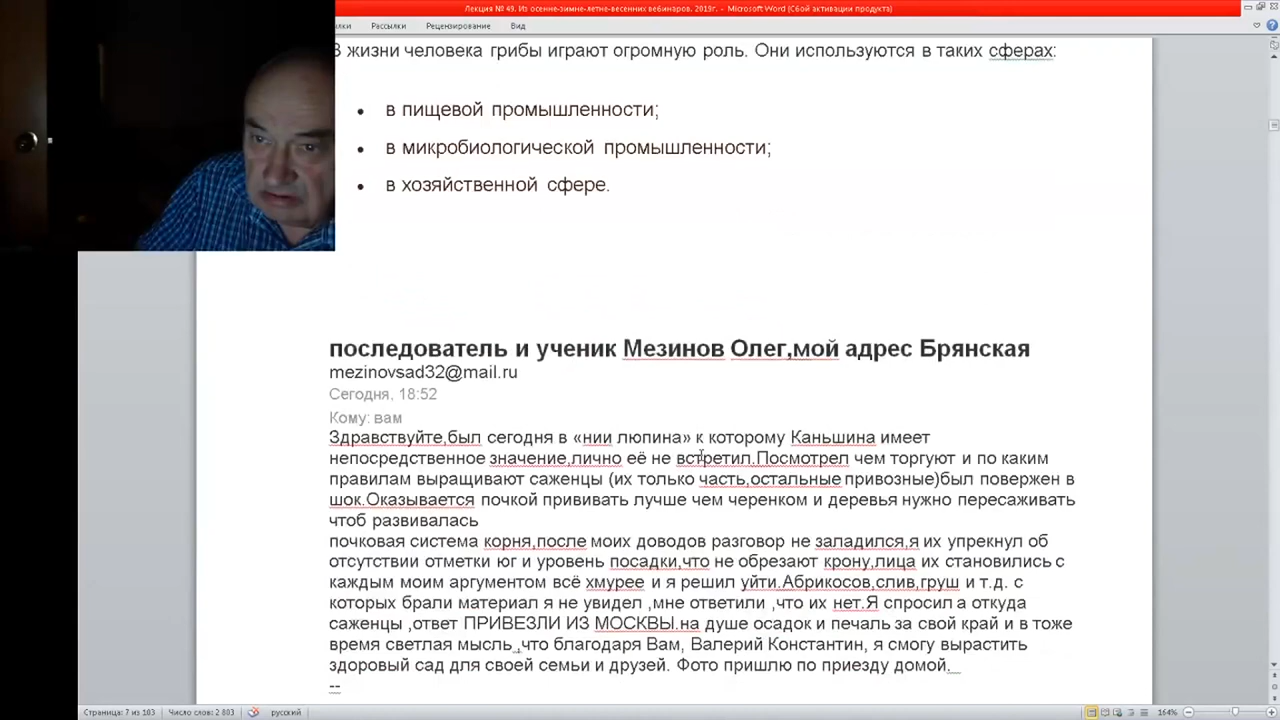 Лекция № 49. Из осенне-зимне-летне-весенних вебинаров. 2019г. - Microsoft Word (Сбой активации продукта)
лки Рассылки Рецензирование Вид
В жизни человека грибы играют огромную роль. Они используются в таких сферах:
• в пищевой промышленности;
• в микробиологической промышленности;
• в хозяйственной сфере.
последователь и ученик Мезинов Олег,мой адрес Брянская
mezinovsad32@mail.ru
Сегодня, 18:52
Кому: вам
Здравствуйте,был сегодня в «нии люпина» к которому Каньшина имеет
непосредственное значение,лично её не встретил.Посмотрел чем торгуют и по каким
правилам выращивают саженцы (их только часть,остальные привозные)был повержен в
шок.Оказывается почкой прививать лучше чем черенком и деревья нужно пересаживать
чтоб развивалась
почковая система корня,после моих доводов разговор не заладился,я их упрекнул об
отсутствии отметки юг и уровень посадки,что не обрезают крону,лица их становились с
каждым моим аргументом всё хмурее и я решил уйти.Абрикосов,слив,груш и т.д. с
которых брали материал я не увидел ,мне ответили ,что их нет.Я спросил а откуда
саженцы ,ответ ПРИВЕЗЛИ ИЗ МОСКВЫ.на душе осадок и печаль за свой край и в тоже
время светлая мысль ,что благодаря Вам, Валерий Константин, я смогу вырастить
здоровый сад для своей семьи и друзей. Фото пришлю по приезду домой.
--
Страница: 7 из 103 Число слов: 2 803 русский 164%